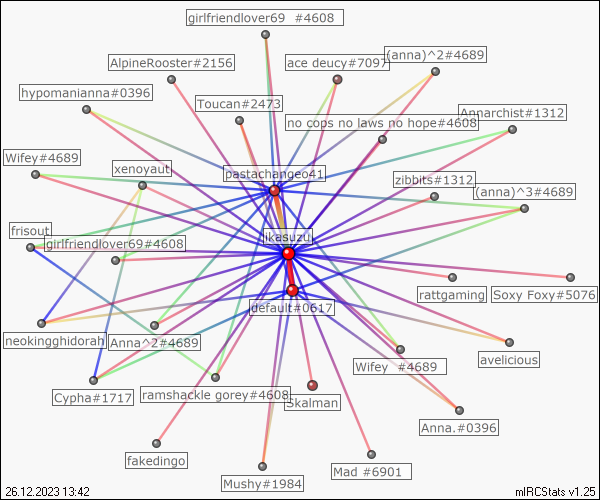 girlfriendlover69 #4608
(anna)^2#4689
AlpineRooster#2156
ace deucy#7097
hypomanianna#0396
Toucan#2473
Annarchist#1312
no cops no laws no hope#4608
Wifey#4689
xenoyaut
pastachangeo41
zibbits#1312
(anna)^3#4689
frisout
girlfriendlover69#4608
ikasuzu
rattgaming
Soxy Foxy#5076
default#0617
neokingghidorah
Anna^2#4689
avelicious
Wifey #4689
Cypha#1717
ramshackle gorey#4608
Skalman
Anna.#0396
fakedingo
Mad #6901
Mushy#1984
26.12.2023 13:42
mIRCStats v1.25